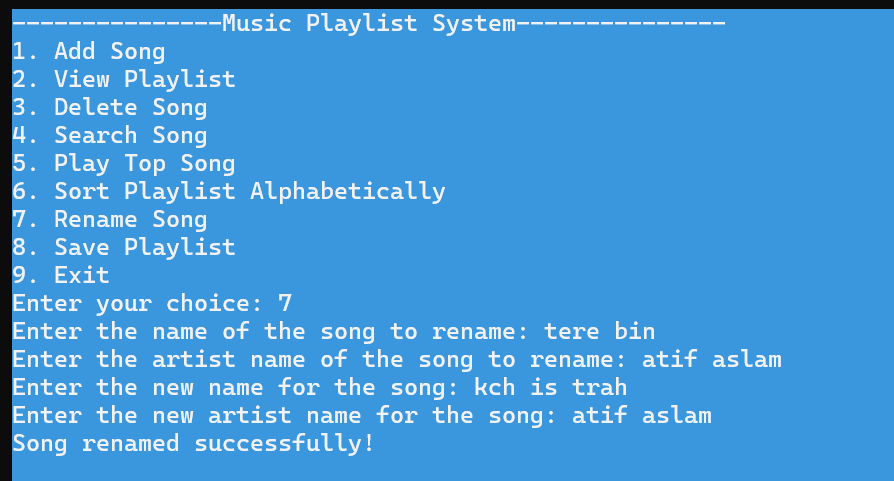 ---------------Music Playlist System---------------
1. Add Song
2. View Playlist
3. Delete Song
4. Search Song
5. Play Top Song
6. Sort Playlist Alphabetically
7. Rename Song
8. Save Playlist
9. Exit
Enter your choice: 7
Enter the name of the song to rename: tere bin
Enter the artist name of the song to rename: atif aslam
Enter the new name for the song: kch is trah
Enter the new artist name for the song: atif aslam
Song renamed successfully!